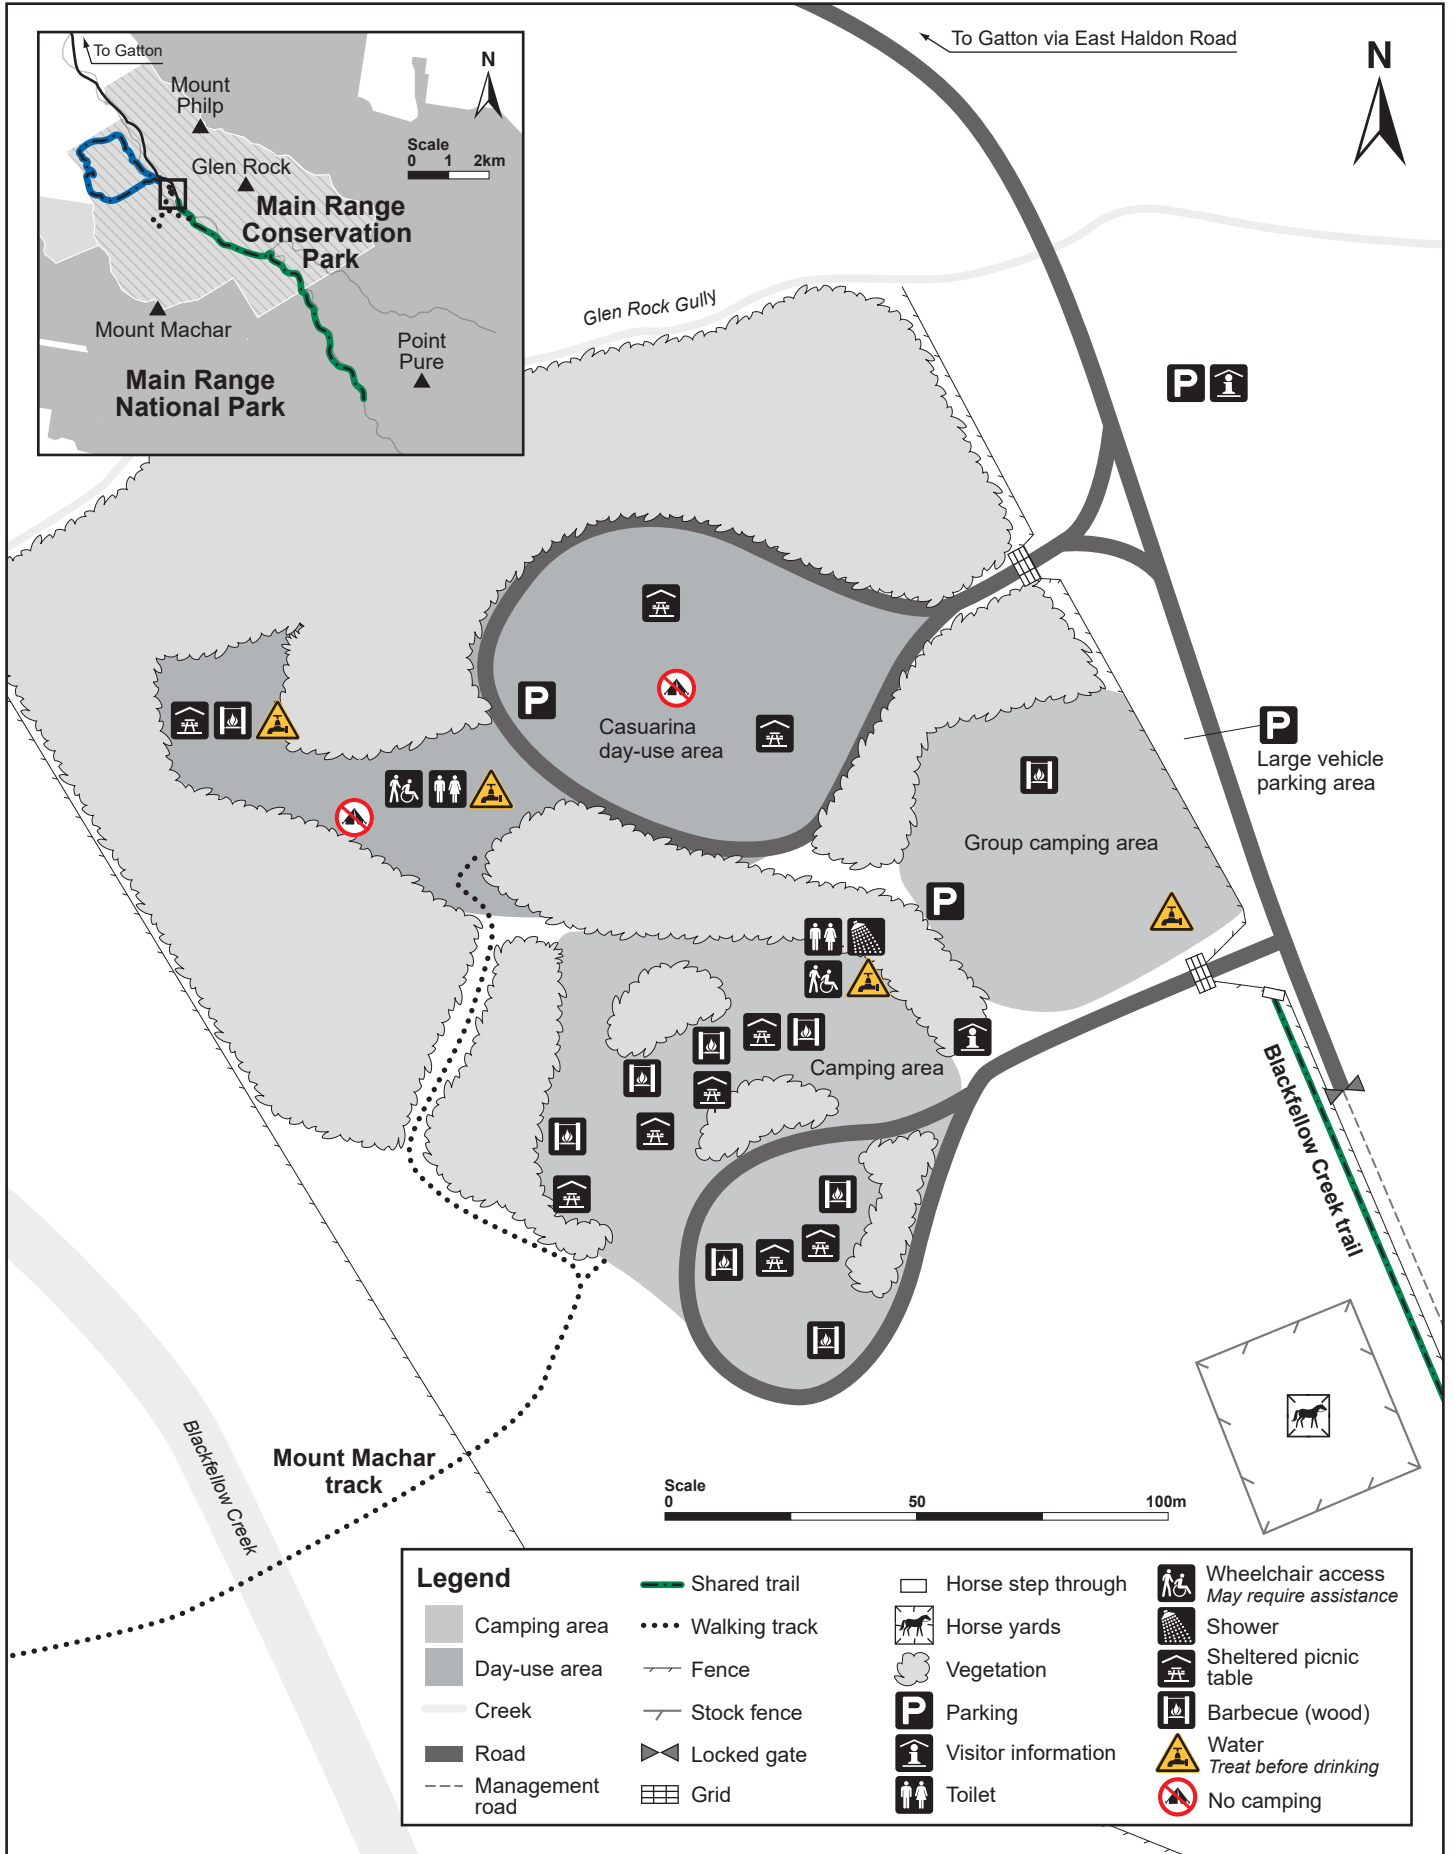 To Gatton
N
Mount
Philp
Scale
0 1 2km
Glen Rock
Main Range
Conservation
Park
Mount Machar
Point
Pure
Main Range
National Park
To Gatton via East Haldon Road
N
Glen Rock Gully
P
P
Casuarina
day-use area
P
Large vehicle
parking area
Group camping area
P
Camping area
Blackfellow Creek trail
Mount Machar
track
Blackfellow Creek
Scale
0 50 100m
Legend
Camping area
Day-use area
Creek
Road
Management
road
Shared trail
Walking track
Fence
Stock fence
Locked gate
Grid
Horse step through
Horse yards
Vegetation
P Parking
Visitor information
Toilet
Wheelchair access
May require assistance
Shower
Sheltered picnic
table
Barbecue (wood)
Water
Treat before drinking
No camping